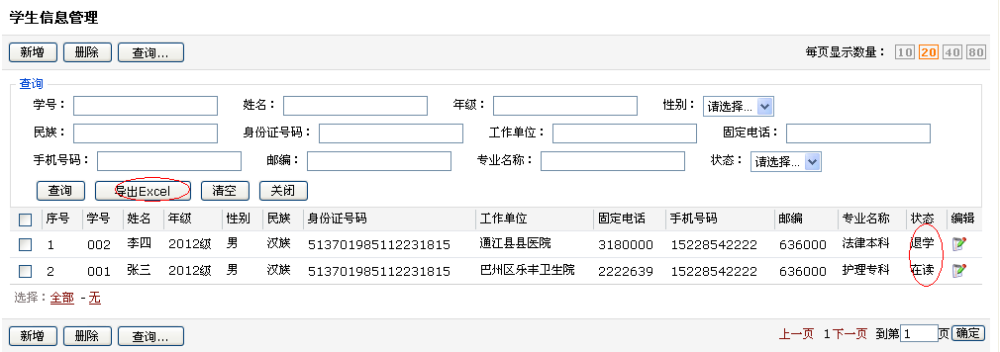 学生信息管理
新增 删除 查询... 每页显示数量： 10 20 40 80
查询
学号： 姓名： 年级： 性别： 请选择...
民族： 身份证号码： 工作单位： 固定电话：
手机号码： 邮编： 专业名称： 状态： 请选择...
查询 导出Excel 清空 关闭
序号 学号 姓名 年级 性别 民族 身份证号码 工作单位 固定电话 手机号码 邮编 专业名称 状态 编辑
1 002 李四 2012级 男 汉族 513701985112231815 通江县县医院 3180000 15228542222 636000 法律本科 退学
2 001 张三 2012级 男 汉族 513701985112231815 巴州区乐丰卫生院 2222639 15228542222 636000 护理专科 在读
选择：全部 - 无
新增 删除 查询... 上一页 1下一页 到第1页 确定